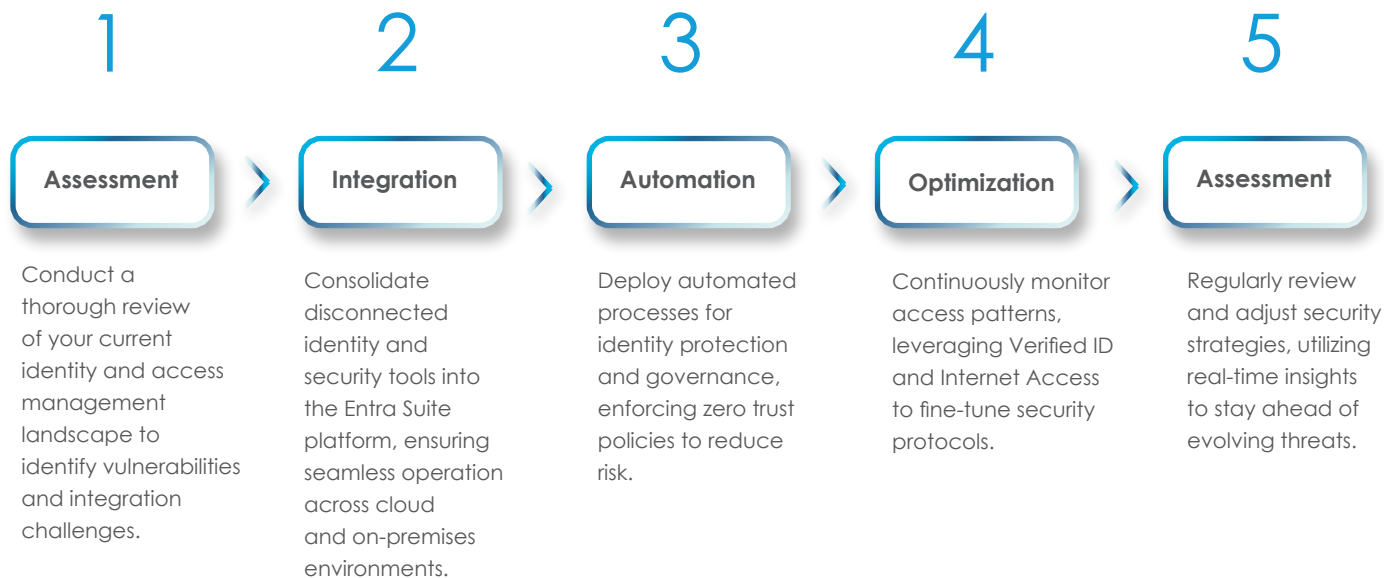 1
Assessment
Conduct a
thorough review
of your current
identity and access
management
landscape to
identify vulnerabilities
and integration
challenges.
2
Integration
Consolidate
disconnected
identity and
security tools into
the Entra Suite
platform, ensuring
seamless operation
across cloud
and on-premises
environments.
3
Automation
Deploy automated
processes for
identity protection
and governance,
enforcing zero trust
policies to reduce
risk.
4
Optimization
Continuously monitor
access patterns,
leveraging Verified ID
and Internet Access
to fine-tune security
protocols.
5
Assessment
Regularly review
and adjust security
strategies, utilizing
real-time insights
to stay ahead of
evolving threats.